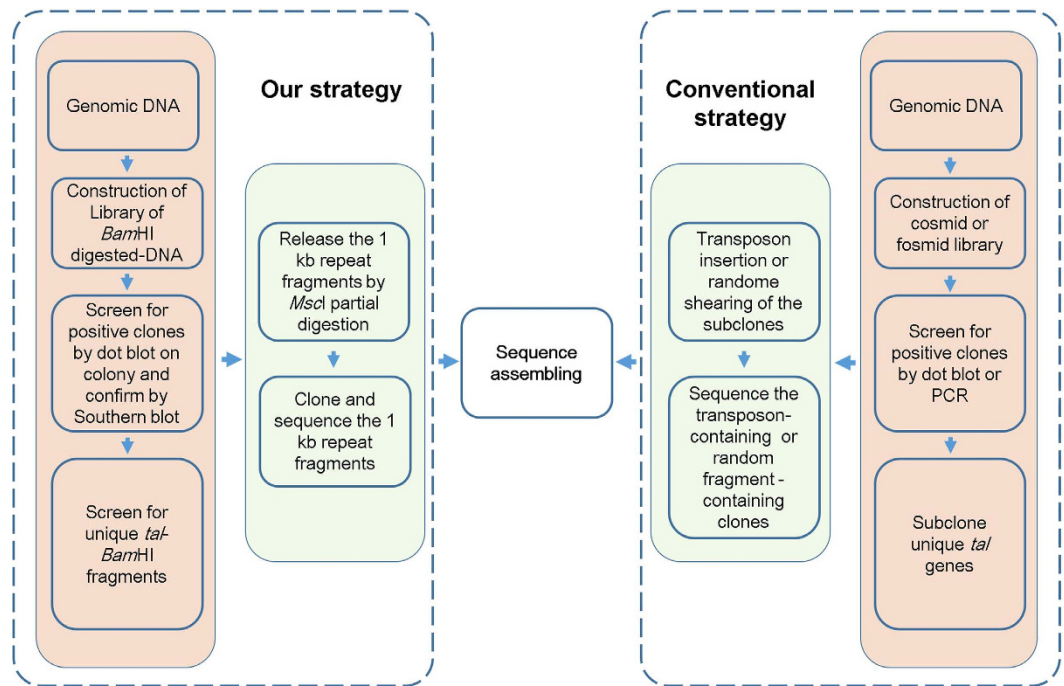 Our strategy
Genomic DNA
Construction of
Library of
BamHI
digested-DNA
Screen for
positive clones
by dot blot on
colony and
confirm by
Southern blot
Screen for
unique tal-
BamHI
fragments
Release the 1
kb repeat
fragments by
MscI partial
digestion
Clone and
sequence the 1
kb repeat
fragments
Sequence
assembling
Conventional
strategy
Transposon
insertion or
randome
shearing of the
subclones
Sequence the
transposon-
containing or
random
fragment-
containing
clones
Genomic DNA
Construction of
cosmid or
fosmid library
Screen for
positive clones
by dot blot or
PCR
Subclone
unique tal
genes